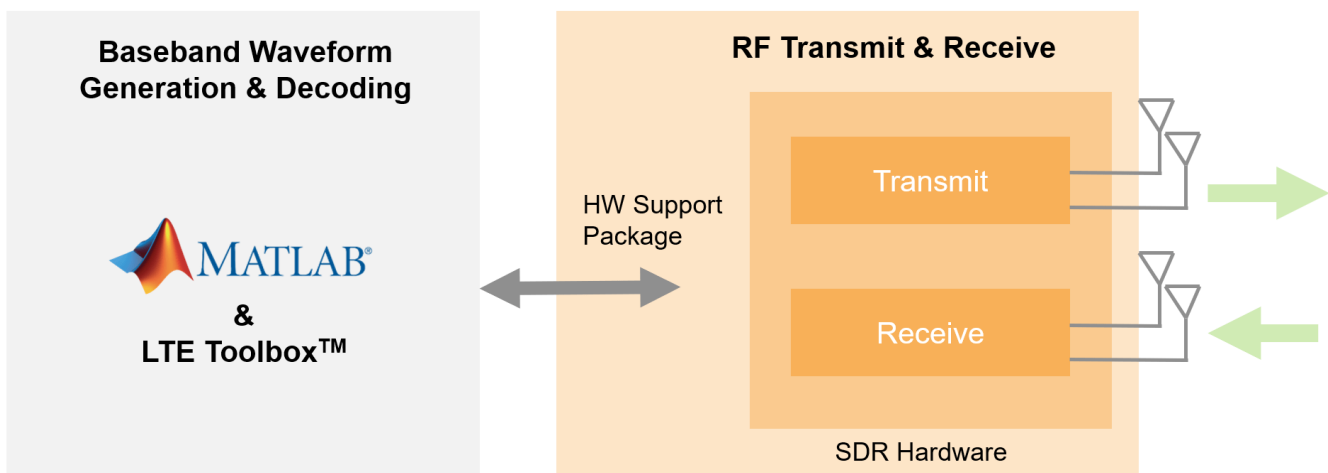 Baseband Waveform
Generation & Decoding
MATLAB®
&
LTE Toolbox™
RF Transmit & Receive
HW Support
Package
Transmit
Receive
SDR Hardware